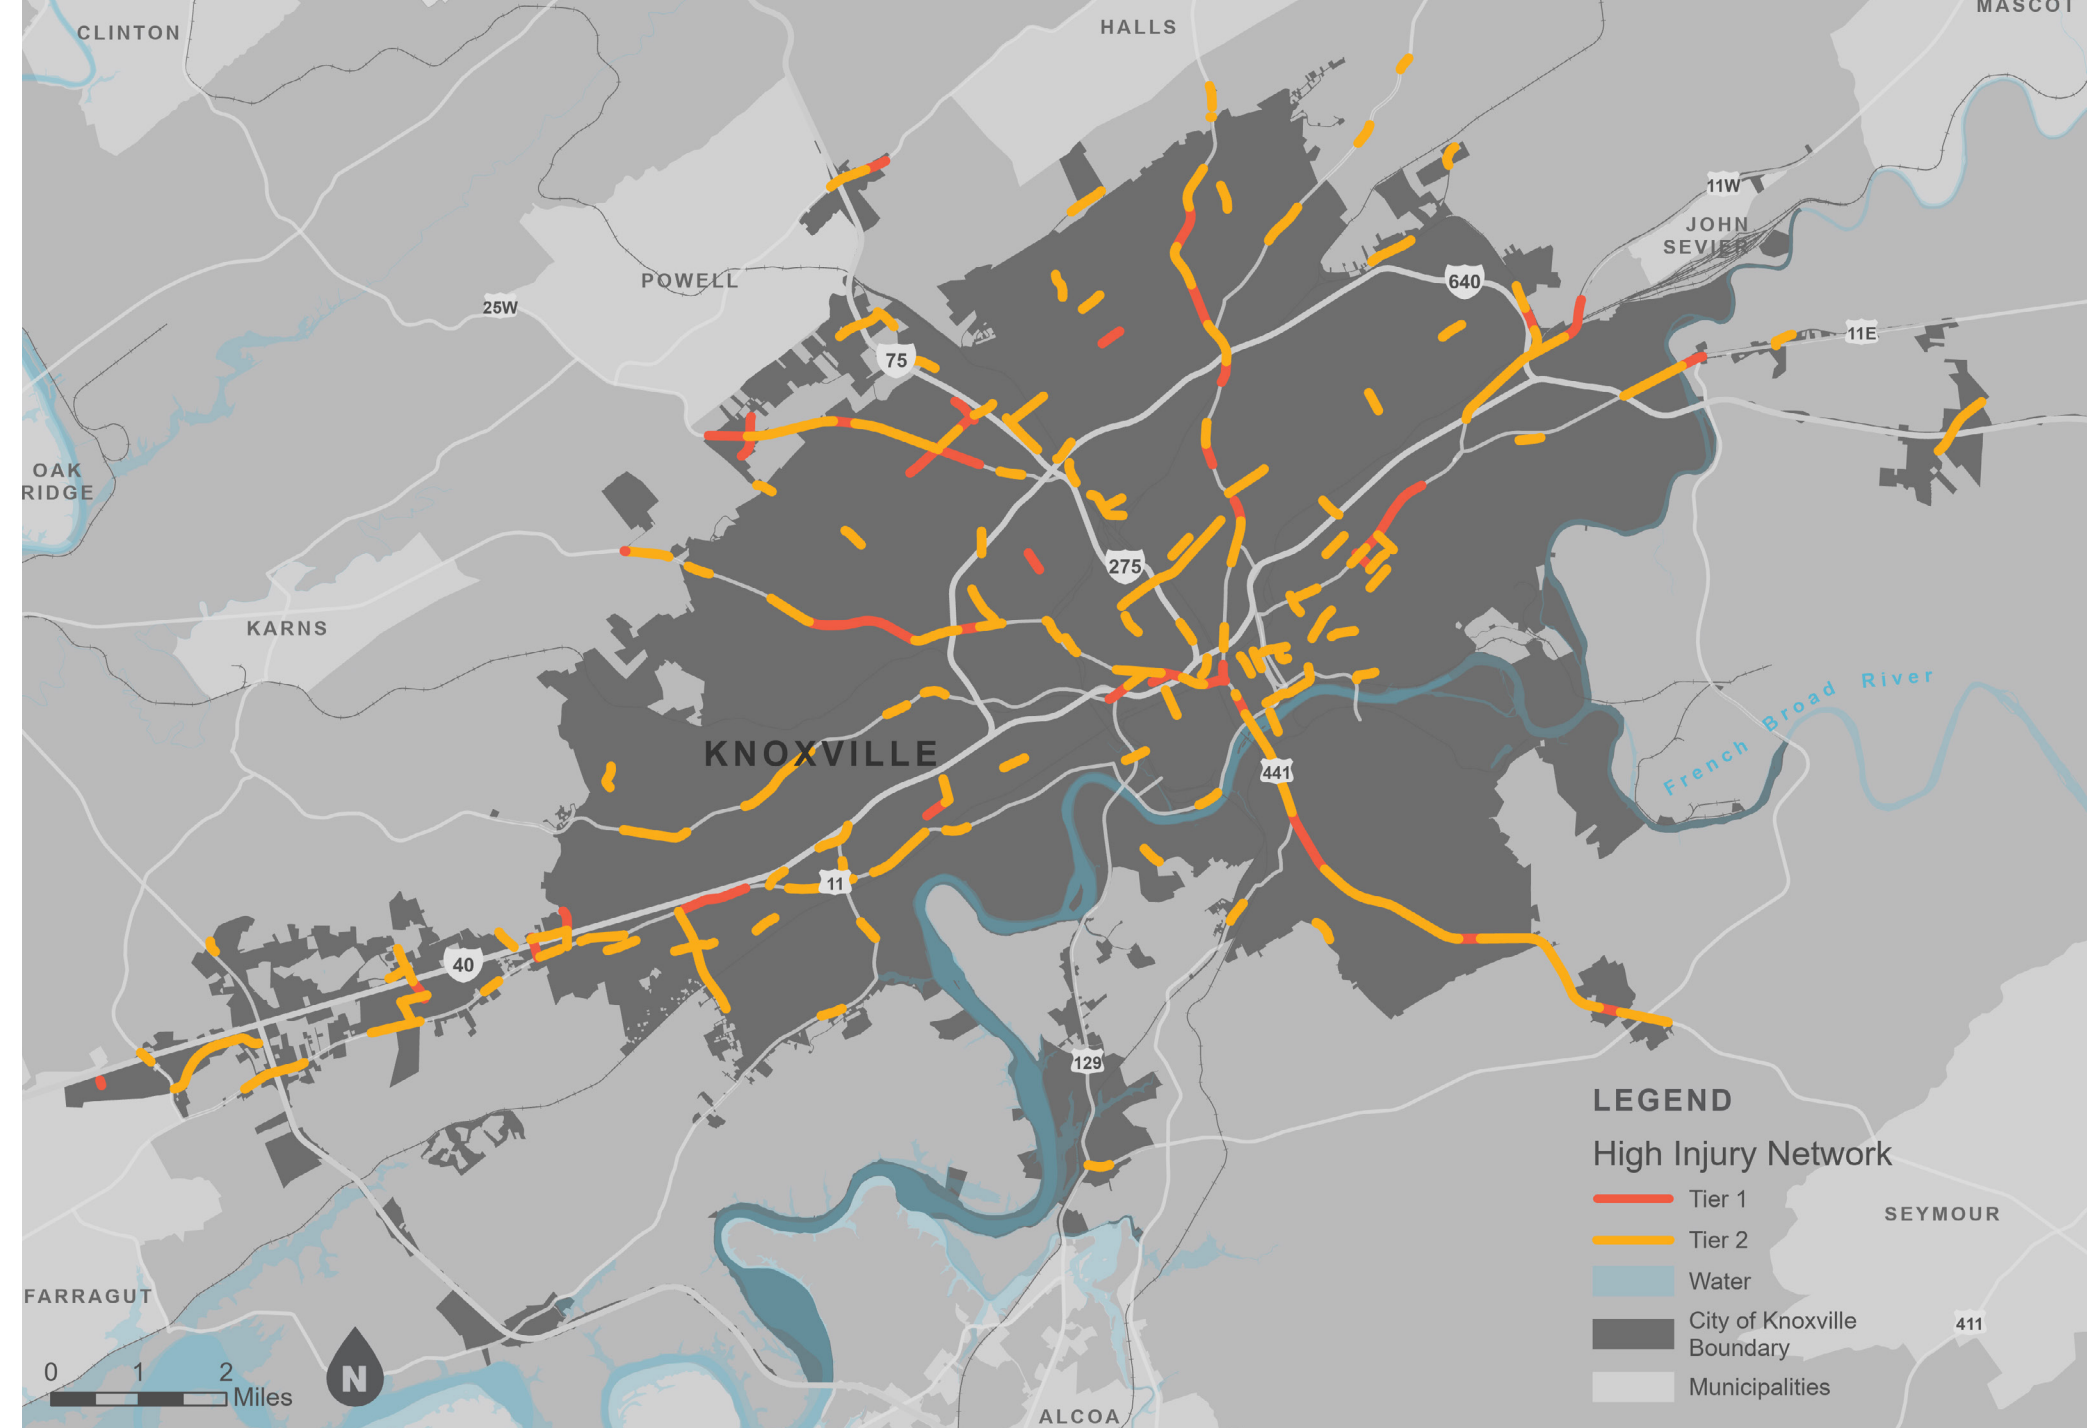 MASCOT
CLINTON
HALLS
11W
JOHN
SEVIER
POWELL
640
25W
11E
75
OAK
RIDGE
275
KARNS
French Broad River
KNOXVILLE
441
11
40
129
LEGEND
High Injury Network
Tier 1
Tier 2
Water
City of Knoxville
Boundary
Municipalities
SEYMOUR
411
FARRAGUT
0 1 2
Miles
N
ALCOA